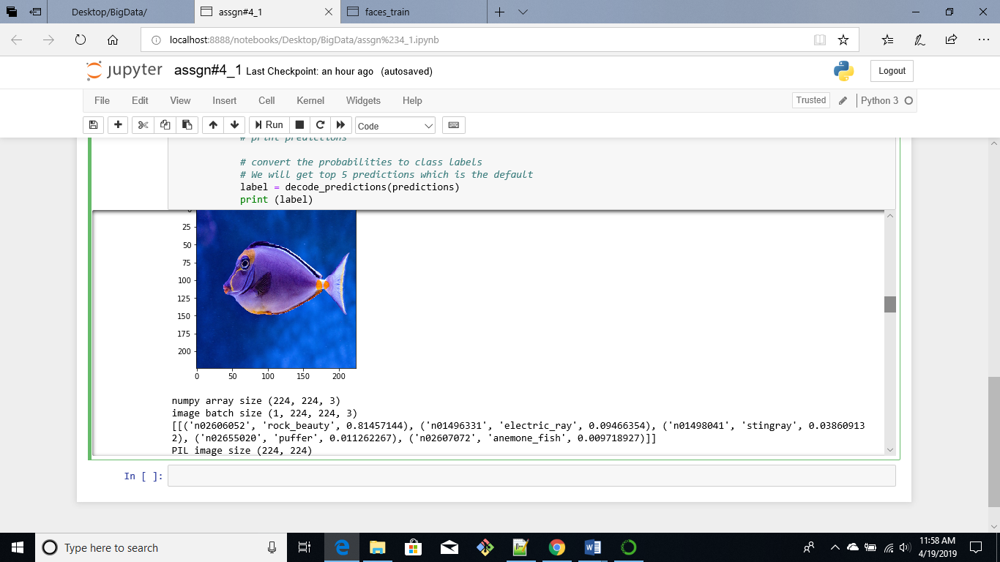 Desktop/BigData/
assgn#4_1
faces_train
localhost:8888/notebooks/Desktop/BigData/assgn%234_1.ipynb
jupyter assgn#4_1 Last Checkpoint: an hour ago (autosaved)
Logout
File Edit View Insert Cell Kernel Widgets Help
Trusted
Python 3
Run
Code
# print predictions
# convert the probabilities to class labels
# We will get top 5 predictions which is the default
label = decode_predictions(predictions)
print (label)
0
25
50
75
100
125
150
175
200
0 50 100 150 200
numpy array size (224, 224, 3)
image batch size (1, 224, 224, 3)
[[('n02606052', 'rock_beauty', 0.81457144), ('n01496331', 'electric_ray', 0.09466354), ('n01498041', 'stingray', 0.03860913
2), ('n02655020', 'puffer', 0.011262267), ('n02607072', 'anemone_fish', 0.009718927)]]
PIL image size (224, 224)
In [ ]:
Type here to search
11:58 AM
4/19/2019